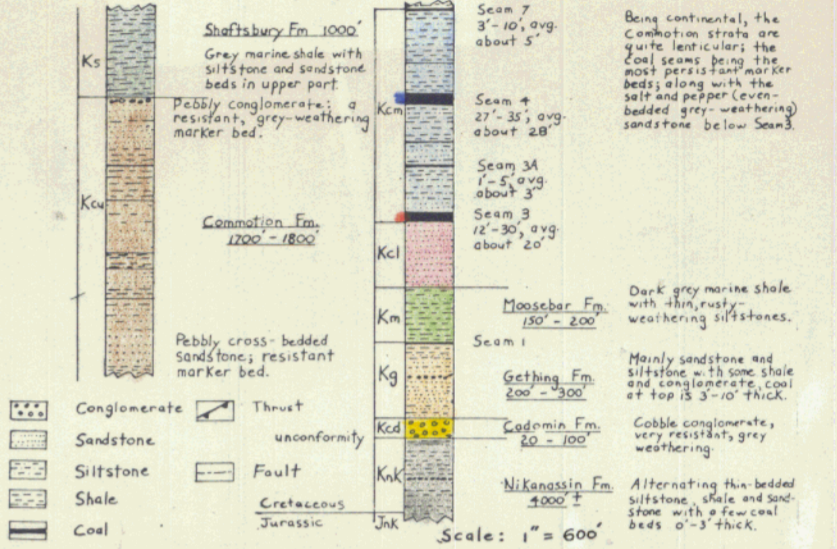 Ks
Shaftsbury Fm 1000'
Grey marine shale with
siltstone and sandstone
beds in upper part.
Pebbly conglomerate: a
resistant, grey-weathering
marker bed.
Kcu
Commotion Fm.
1700' - 1800'
Pebbly cross-bedded
sandstone; resistant
marker bed.
Conglomerate
Sandstone
Siltstone
Shale
Coal
Thrust
unconformity
Fault
Kcm
Kcl
Km
Kg
Kcd
Knk
Cretaceous
Jurassic
Jnk
Seam 7
3'-10', avg.
about 5'
Seam 4
27'-35', avg.
about 28'
Seam 3A
1'-5', avg.
about 3'
Seam 3
12'-30', avg.
about 20'
Moosebar Fm.
150' - 200'
Seam 1
Gething Fm.
200' - 300'
Cadomin Fm.
20 - 100'
Nikanassin Fm.
4000' ±
Scale: 1" = 600'
Being continental, the
Commotion strata are
quite lenticular; the
coal seams being the
most persistant marker
beds; along with the
salt and pepper (even-
bedded grey-weathering)
sandstone below Seam 3.
Dark grey marine shale
with thin, rusty-
weathering siltstones.
Mainly sandstone and
siltstone with some shale
and conglomerate, coal
at top is 3'-10' thick.
Cobble conglomerate,
very resistant, grey
weathering.
Alternating thin-bedded
siltstone, shale and sand-
stone with a few coal
beds 0'-3' thick.